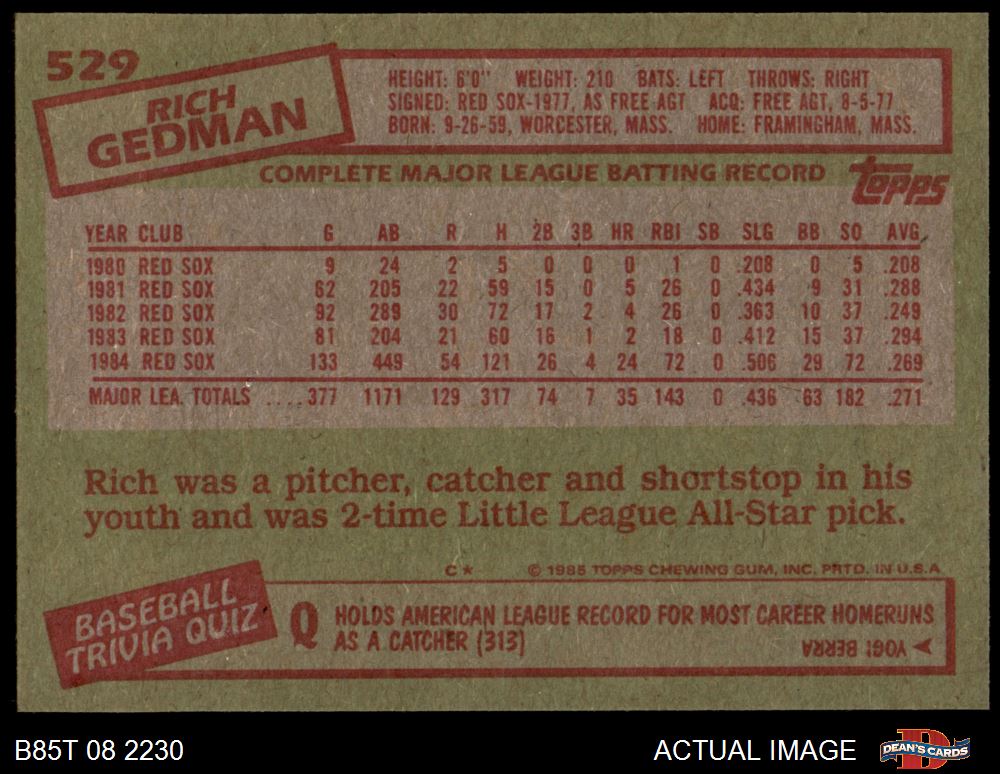 529
RICH
GEDMAN
HEIGHT: 6'0" WEIGHT: 210 BATS: LEFT THROWS: RIGHT
SIGNED: RED SOX-1977, AS FREE AGT ACQ: FREE AGT, 8-5-77
BORN: 9-26-59, WORCESTER, MASS. HOME: FRAMINGHAM, MASS.
COMPLETE MAJOR LEAGUE BATTING RECORD
topps
YEAR CLUB G AB R H 2B 3B HR RBI SB SLG BB SO AVG.
1980 RED SOX 9 24 2 5 0 0 0 1 0 .208 0 5 .208
1981 RED SOX 62 205 22 59 15 0 5 26 0 .434 9 31 .288
1982 RED SOX 92 289 30 72 17 2 4 26 0 .363 10 37 .249
1983 RED SOX 81 204 21 60 16 1 2 18 0 .412 15 37 .294
1984 RED SOX 133 449 54 121 26 4 24 72 0 .506 29 72 .269
MAJOR LEA. TOTALS .....377 1171 129 317 74 7 35 143 0 .436 63 182 .271
Rich was a pitcher, catcher and shortstop in his
youth and was 2-time Little League All-Star pick.
C* © 1985 TOPPS CHEWING GUM, INC. PRTD. IN U.S.A
BASEBALL
TRIVIA QUIZ
Q HOLDS AMERICAN LEAGUE RECORD FOR MOST CAREER HOMERUNS
AS A CATCHER (313)
YOGI BERRA
B85T 08 2230
ACTUAL IMAGE
DEAN'S CARDS